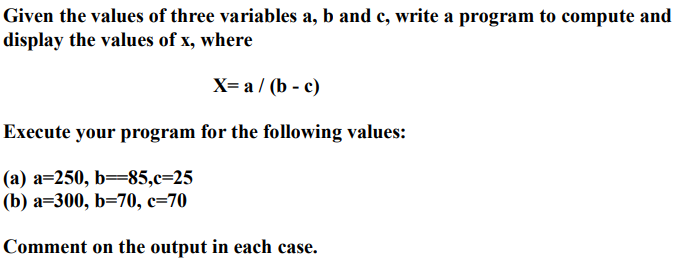 Given the values of three variables a, b and c, write a program to compute and
display the values of x, where
X= a / (b - c)
Execute your program for the following values:
(a) a=250, b==85,c=25
(b) a=300, b=70, c=70
Comment on the output in each case.